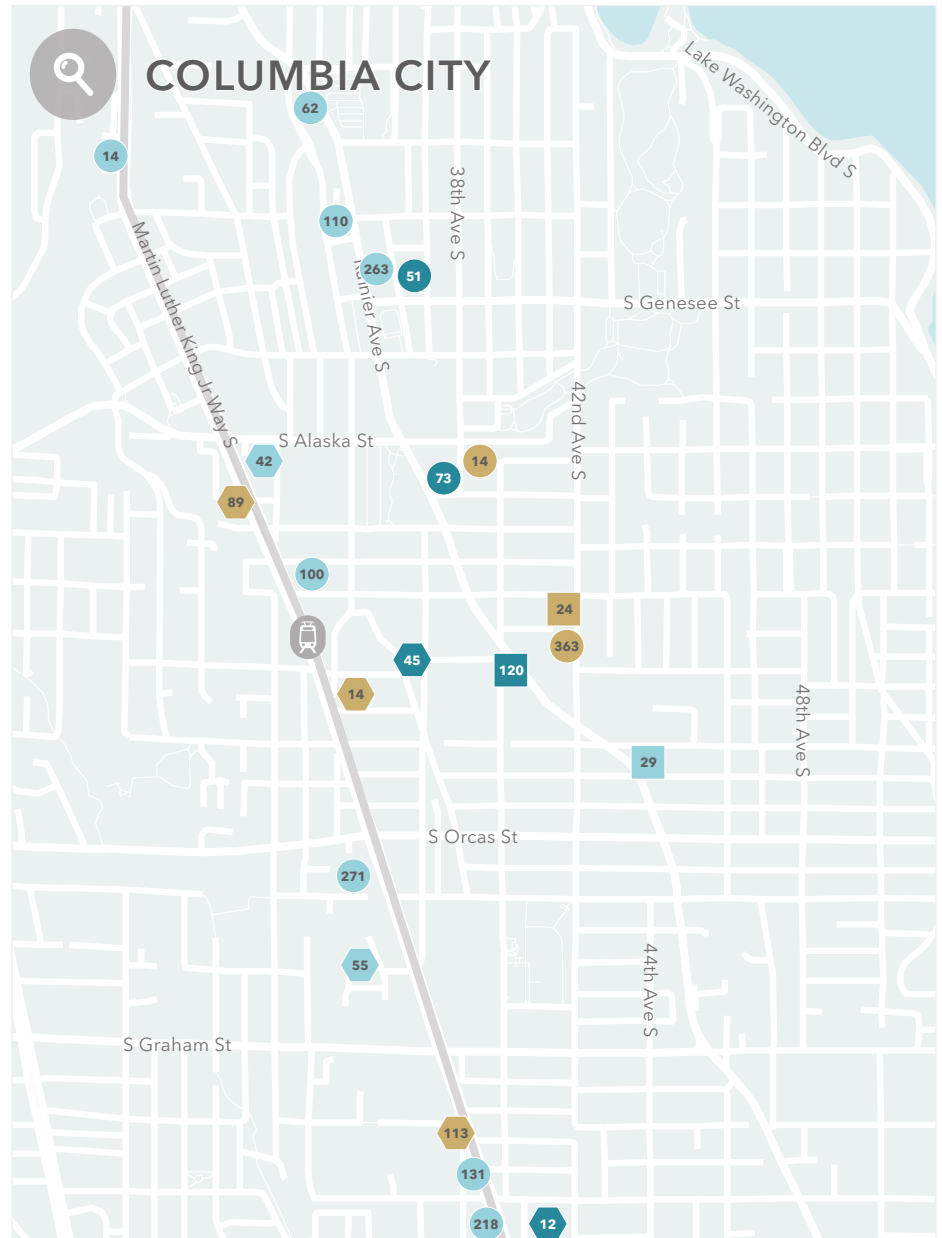 COLUMBIA CITY
62
14
Lake Washington Blvd S
38th Ave S
110
263
51
Martin Luther King Jr Way S
Rainier Ave S
S Genesee St
42nd Ave S
S Alaska St
42
14
73
89
100
24
363
45
120
14
48th Ave S
29
S Orcas St
271
55
44th Ave S
S Graham St
113
131
218
12